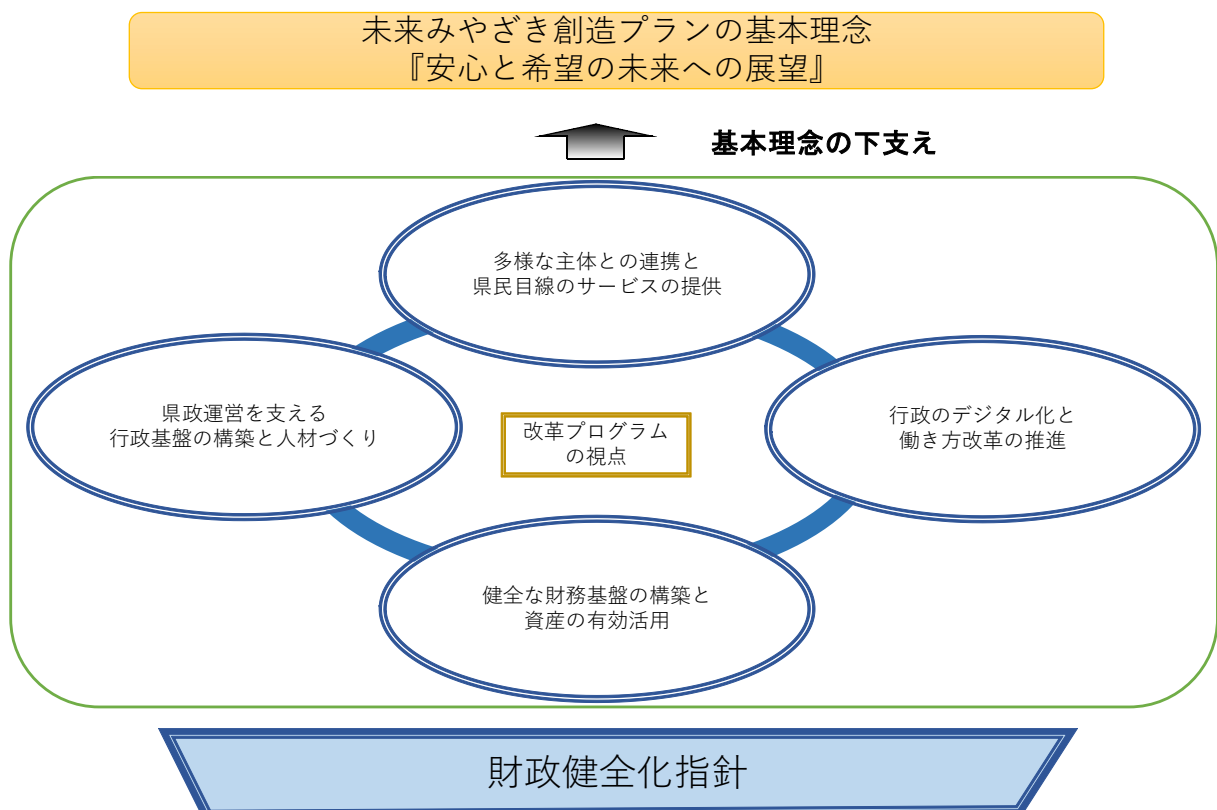 未来みやざき創造プランの基本理念
『安心と希望の未来への展望』
基本理念の下支え
多様な主体との連携と
県民目線のサービスの提供
県政運営を支える
行政基盤の構築と人材づくり
改革プログラム
の視点
行政のデジタル化と
働き方改革の推進
健全な財務基盤の構築と
資産の有効活用
財政健全化指針